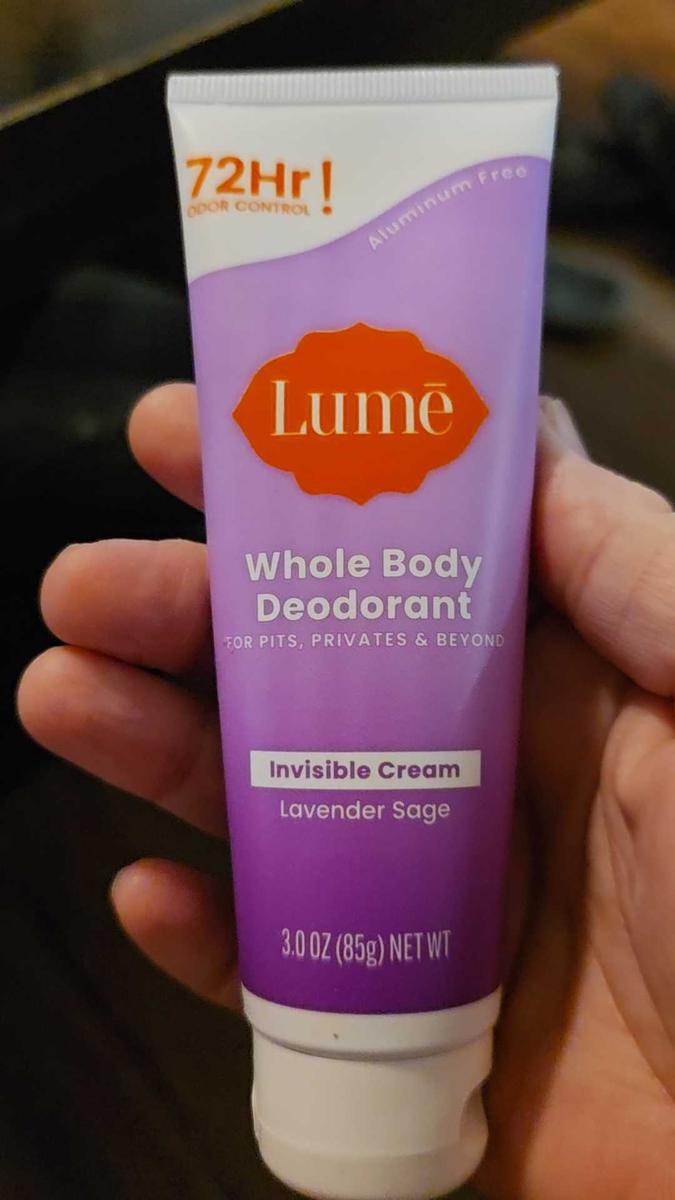 72Hr!
ODOR CONTROL
Aluminum Free
Lumē
Whole Body
Deodorant
FOR PITS, PRIVATES & BEYOND
Invisible Cream
Lavender Sage
3.0 OZ (85g) NET WT